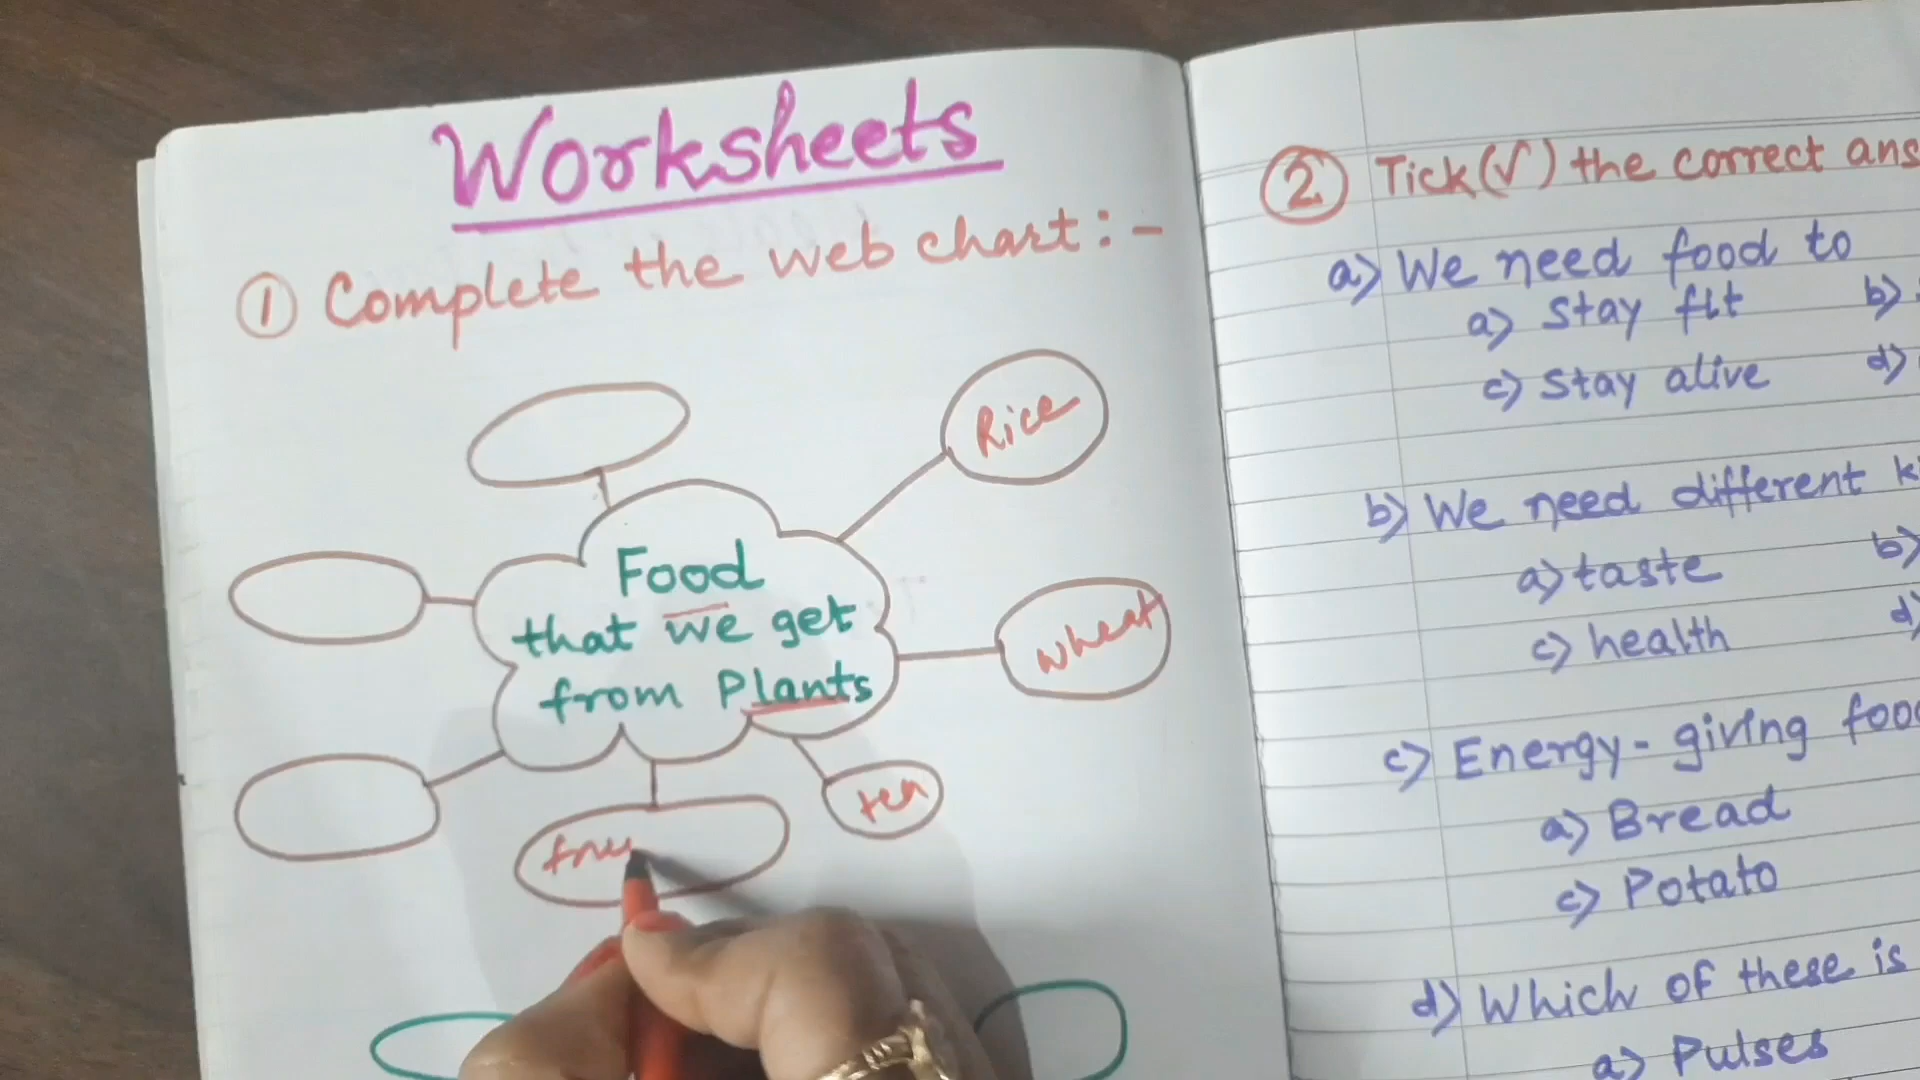 Worksheets
① Complete the web chart:-
Rice
Food
that we get
from Plants
wheat
tea
fru
② Tick(√) the correct ans
a) We need food to
a) Stay fit b)
c) Stay alive d)
b) We need different k
a) taste b)
c) health d)
c) Energy-giving foo
a) Bread
c) Potato
d) Which of these is
a) Pulses